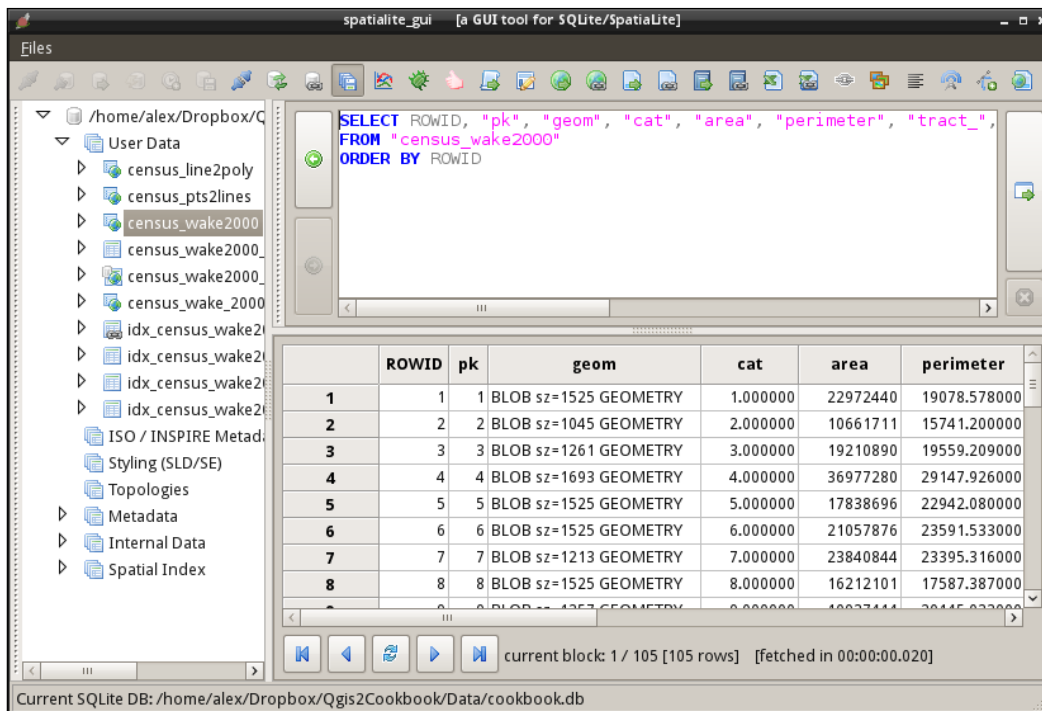 spatialite_gui [a GUI tool for SQLite/SpatiaLite]
Files
/home/alex/Dropbox/Q
User Data
census_line2poly
census_pts2lines
census_wake2000
census_wake2000_
census_wake2000_
census_wake_2000
idx_census_wake20
idx_census_wake20
idx_census_wake20
idx_census_wake20
ISO / INSPIRE Metada
Styling (SLD/SE)
Topologies
Metadata
Internal Data
Spatial Index
SELECT ROWID, "pk", "geom", "cat", "area", "perimeter", "tract_",
FROM "census_wake2000"
ORDER BY ROWID
ROWID pk geom cat area perimeter
1 1 1 BLOB sz=1525 GEOMETRY 1.000000 22972440 19078.578000
2 2 2 BLOB sz=1045 GEOMETRY 2.000000 10661711 15741.200000
3 3 3 BLOB sz=1261 GEOMETRY 3.000000 19210890 19559.209000
4 4 4 BLOB sz=1693 GEOMETRY 4.000000 36977280 29147.926000
5 5 5 BLOB sz=1525 GEOMETRY 5.000000 17838696 22942.080000
6 6 6 BLOB sz=1525 GEOMETRY 6.000000 21057876 23591.533000
7 7 7 BLOB sz=1213 GEOMETRY 7.000000 23840844 23395.316000
8 8 8 BLOB sz=1525 GEOMETRY 8.000000 16212101 17587.387000
current block: 1 / 105 [105 rows] [fetched in 00:00:00.020]
Current SQLite DB: /home/alex/Dropbox/Qgis2Cookbook/Data/cookbook.db